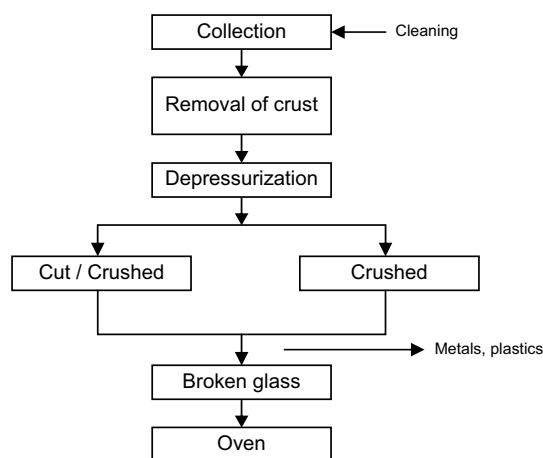 Collection
Cleaning
Removal of crust
Depressurization
Cut / Crushed
Crushed
Metals, plastics
Broken glass
Oven